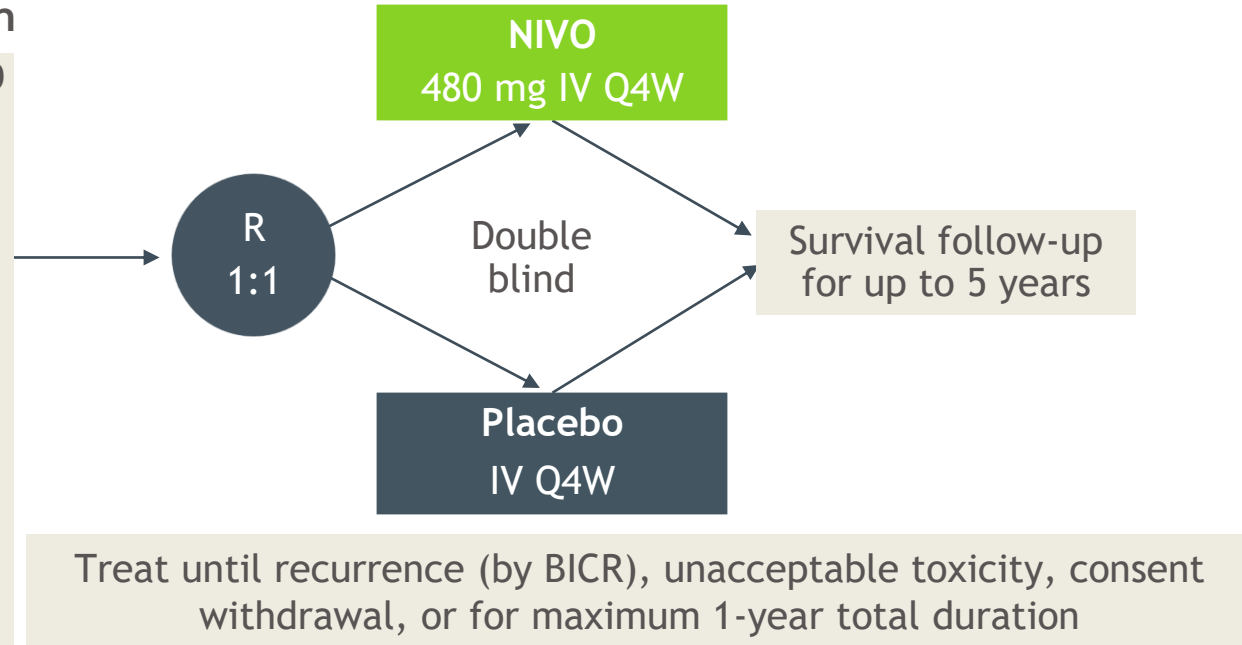 n
)
NIVO
480 mg IV Q4W
R
1:1
Double
blind
Survival follow-up
for up to 5 years
Placebo
IV Q4W
Treat until recurrence (by BICR), unacceptable toxicity, consent
withdrawal, or for maximum 1-year total duration